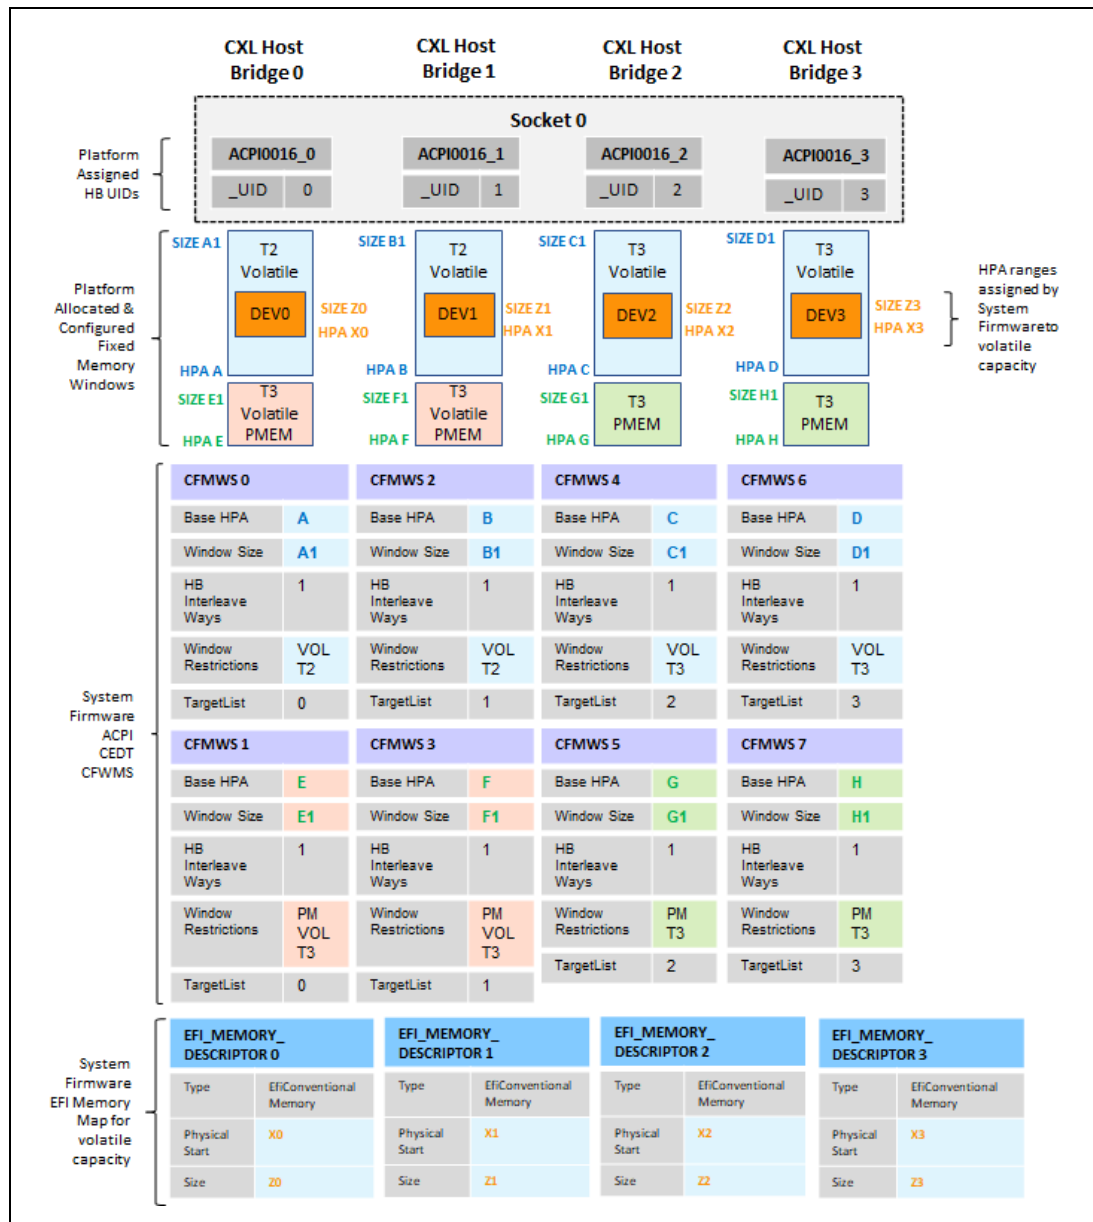 CXL Host
Bridge 0
CXL Host
Bridge 1
CXL Host
Bridge 2
CXL Host
Bridge 3
Socket 0
Platform
Assigned
HB UIDs
ACPI0016_0
_UID 0
ACPI0016_1
_UID 1
ACPI0016_2
_UID 2
ACPI0016_3
_UID 3
Platform
Allocated &
Configured
Fixed
Memory
Windows
SIZE A1
T2
Volatile
DEV0
SIZE Z0
HPA X0
HPA A
SIZE E1
T3
Volatile
PMEM
HPA E
SIZE B1
T2
Volatile
DEV1
SIZE Z1
HPA X1
HPA B
SIZE F1
T3
Volatile
PMEM
HPA F
SIZE C1
T3
Volatile
DEV2
SIZE Z2
HPA X2
HPA C
SIZE G1
T3
PMEM
HPA G
SIZE D1
T3
Volatile
DEV3
SIZE Z3
HPA X3
HPA D
SIZE H1
T3
PMEM
HPA H
HPA ranges
assigned by
System
Firmwareto
volatile
capacity
System
Firmware
ACPI
CEDT
CFWMS
CFMWS 0
Base HPA A
Window Size A1
HB
Interleave
Ways
1
Window
Restrictions
VOL
T2
TargetList 0
CFMWS 2
Base HPA B
Window Size B1
HB
Interleave
Ways
1
Window
Restrictions
VOL
T2
TargetList 1
CFMWS 4
Base HPA C
Window Size C1
HB
Interleave
Ways
1
Window
Restrictions
VOL
T3
TargetList 2
CFMWS 6
Base HPA D
Window Size D1
HB
Interleave
Ways
1
Window
Restrictions
VOL
T3
TargetList 3
CFMWS 1
Base HPA E
Window Size E1
HB
Interleave
Ways
1
Window
Restrictions
PM
VOL
T3
TargetList 0
CFMWS 3
Base HPA F
Window Size F1
HB
Interleave
Ways
1
Window
Restrictions
PM
VOL
T3
TargetList 1
CFMWS 5
Base HPA G
Window Size G1
HB
Interleave
Ways
1
Window
Restrictions
PM
T3
TargetList 2
CFMWS 7
Base HPA H
Window Size H1
HB
Interleave
Ways
1
Window
Restrictions
PM
T3
TargetList 3
System
Firmware
EFI Memory
Map for
volatile
capacity
EFI_MEMORY_
DESCRIPTOR 0
Type EfiConventional
Memory
Physical
Start
X0
Size Z0
EFI_MEMORY_
DESCRIPTOR 1
Type EfiConventional
Memory
Physical
Start
X1
Size Z1
EFI_MEMORY_
DESCRIPTOR 2
Type EfiConventional
Memory
Physical
Start
X2
Size Z2
EFI_MEMORY_
DESCRIPTOR 3
Type EfiConventional
Memory
Physical
Start
X3
Size Z3